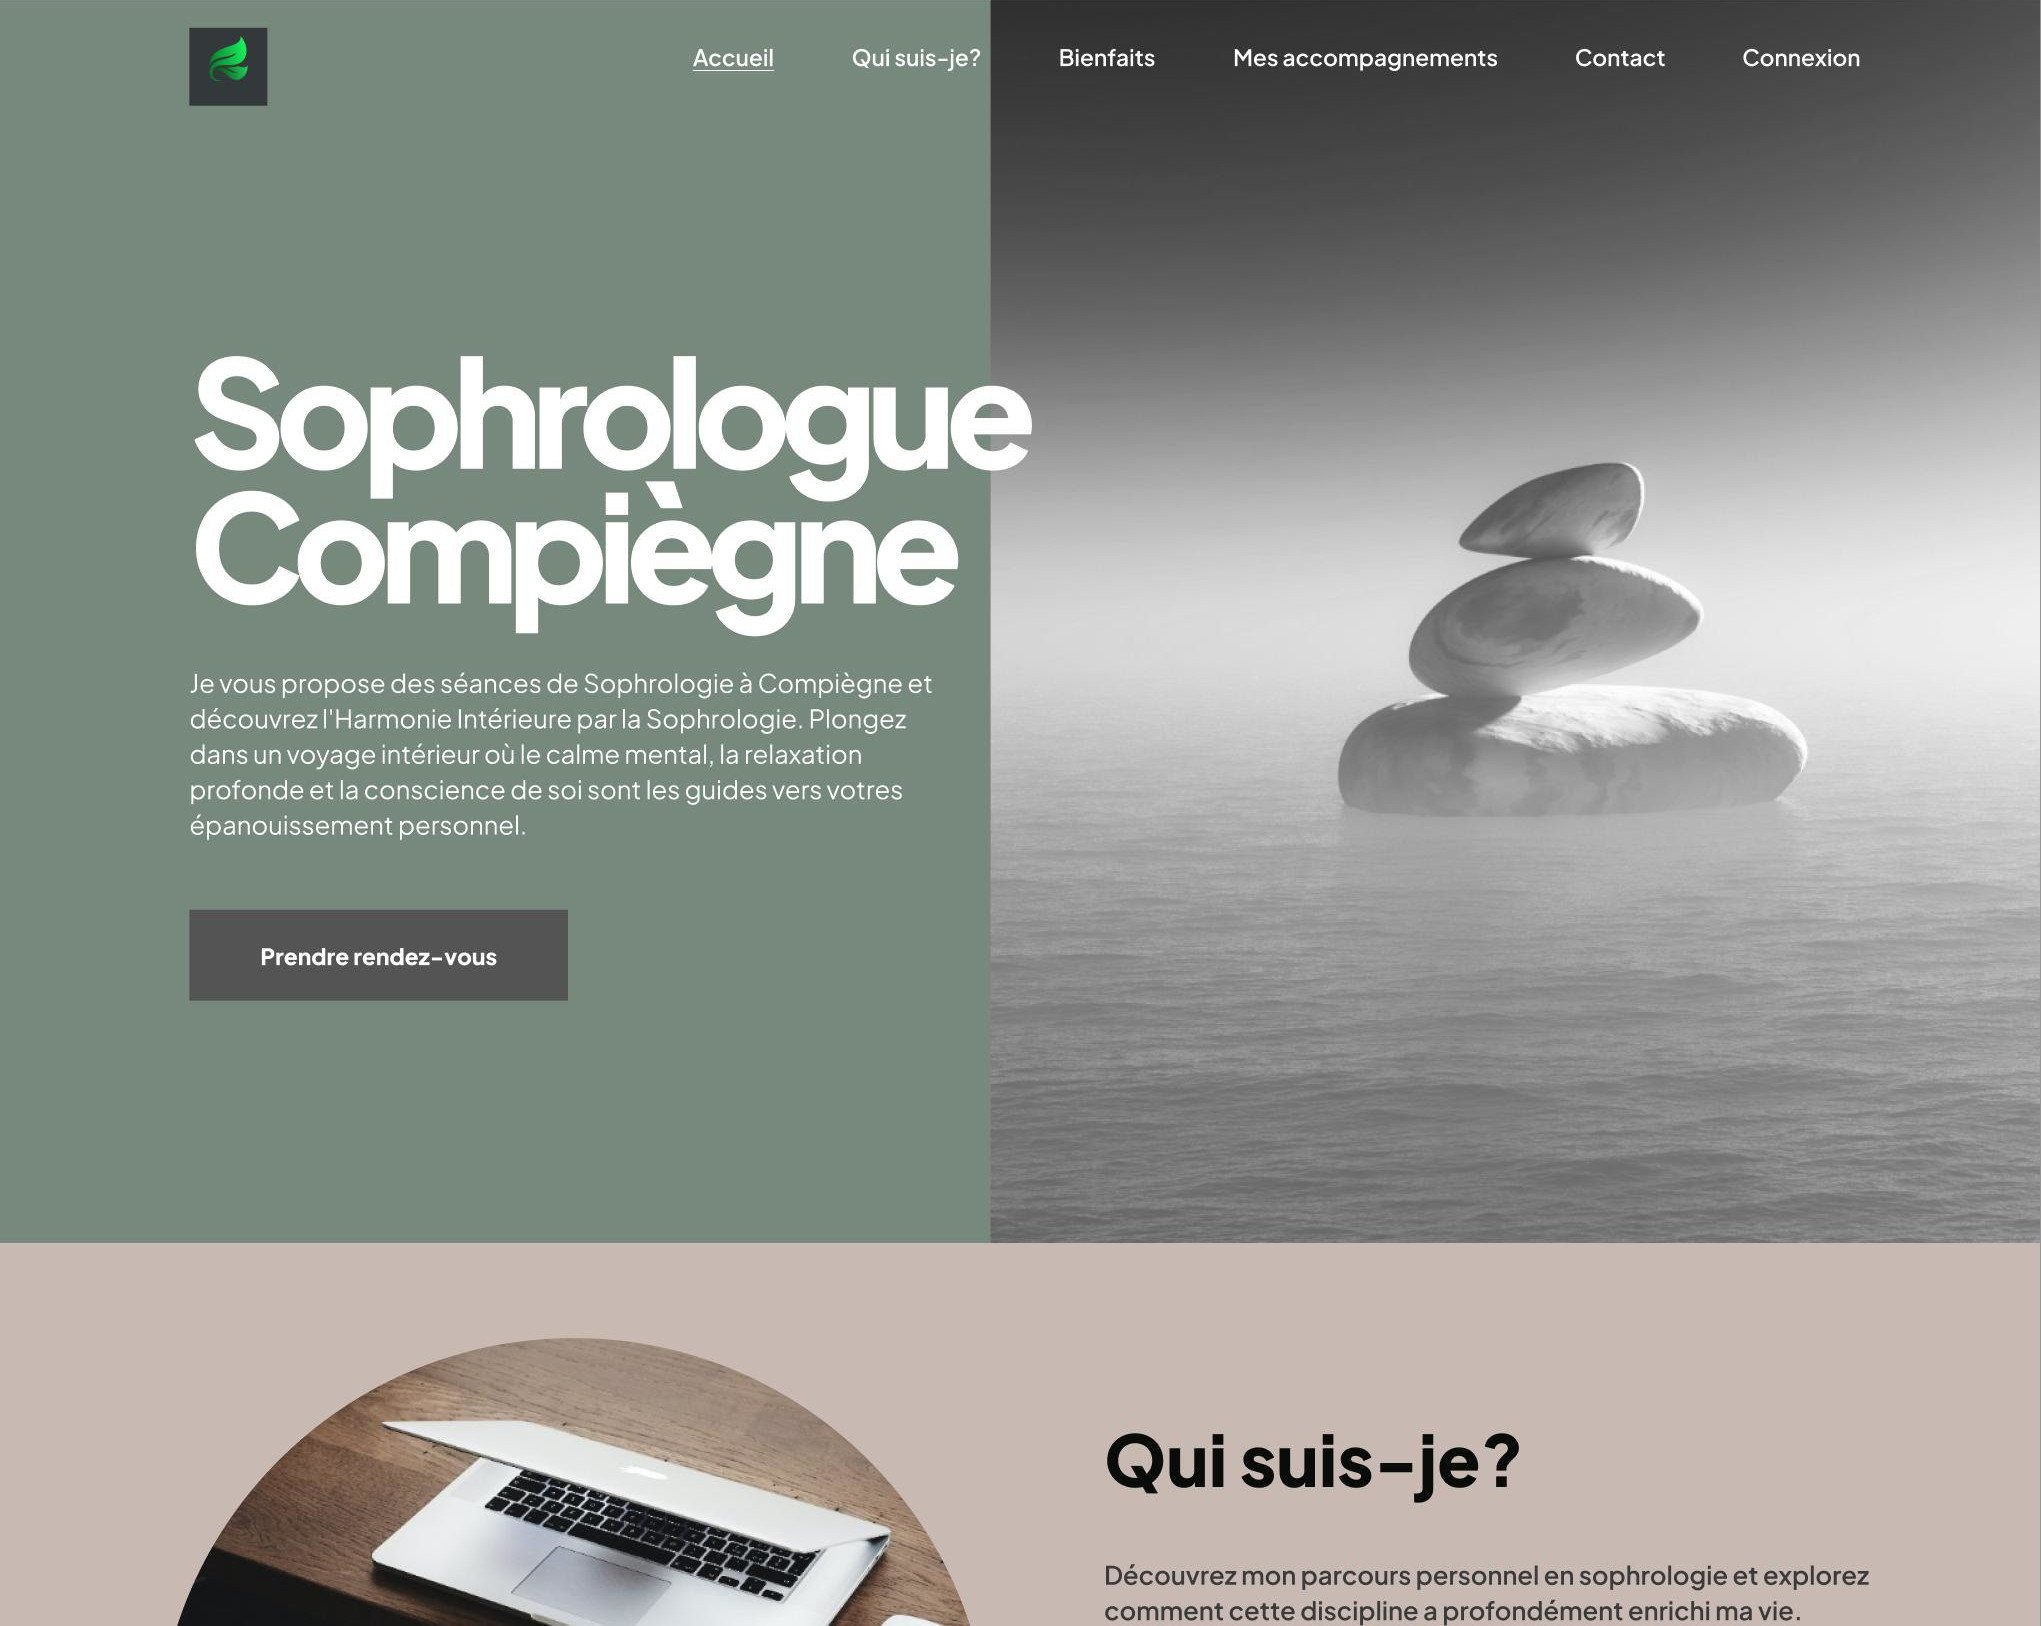 Accueil Qui suis-je? Bienfaits Mes accompagnements Contact Connexion
Sophrologue
Compiègne
Je vous propose des séances de Sophrologie à Compiègne et
découvrez l'Harmonie Intérieure par la Sophrologie. Plongez
dans un voyage intérieur où le calme mental, la relaxation
profonde et la conscience de soi sont les guides vers votres
épanouissement personnel.
Prendre rendez-vous
Qui suis-je?
Découvrez mon parcours personnel en sophrologie et explorez
comment cette discipline a profondément enrichi ma vie.